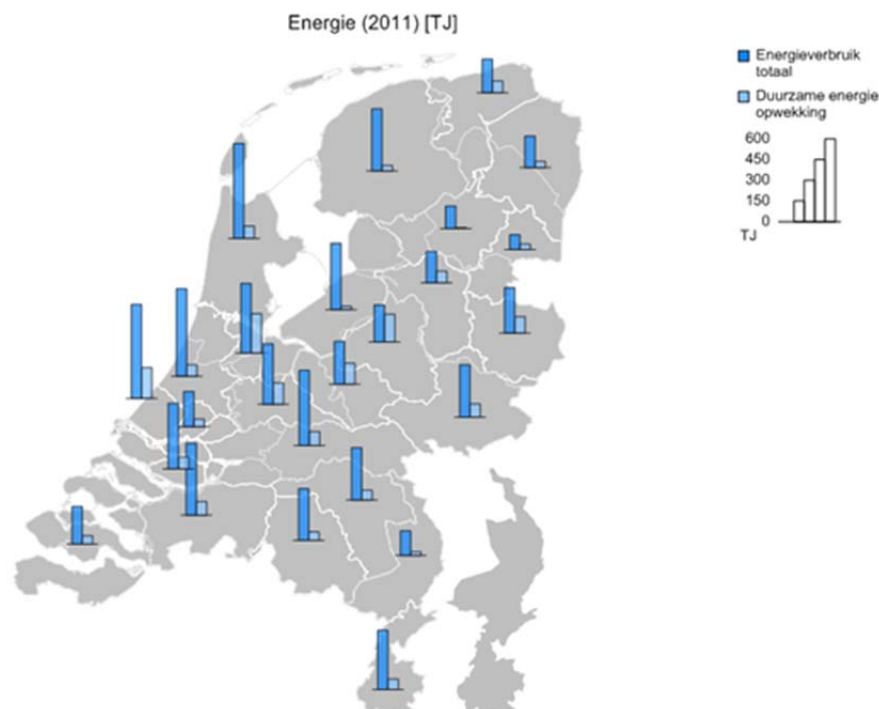 Energie (2011) [TJ]
Energieverbruik
totaal
Duurzame energie
opwekking
600
450
300
150
0
TJ